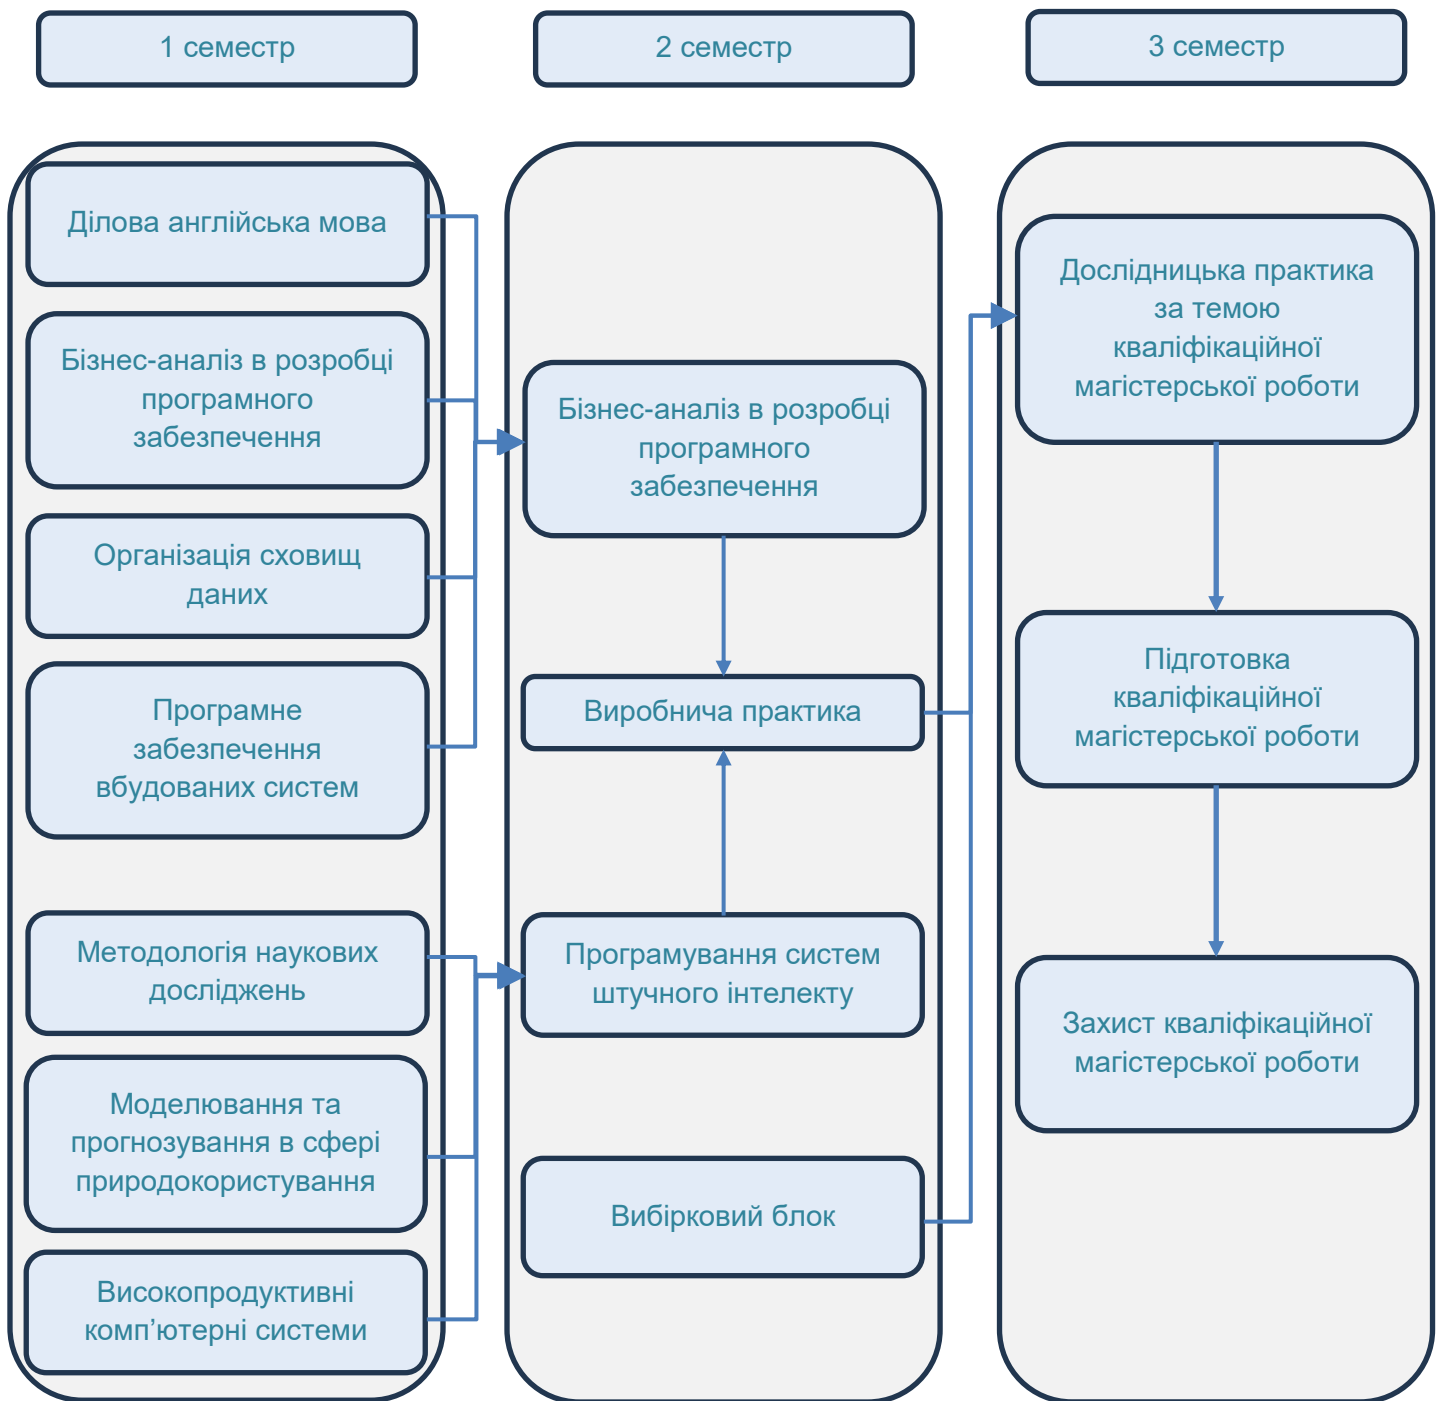 1 семестр
2 семестр
3 семестр
Ділова англійська мова
Бізнес-аналіз в розробці
програмного
забезпечення
Організація сховищ
даних
Програмне
забезпечення
вбудованих систем
Методологія наукових
досліджень
Моделювання та
прогнозування в сфері
природокористування
Високопродуктивні
комп’ютерні системи
Бізнес-аналіз в розробці
програмного
забезпечення
Виробнича практика
Програмування систем
штучного інтелекту
Вибірковий блок
Дослідницька практика
за темою
кваліфікаційної
магістерської роботи
Підготовка
кваліфікаційної
магістерської роботи
Захист кваліфікаційної
магістерської роботи